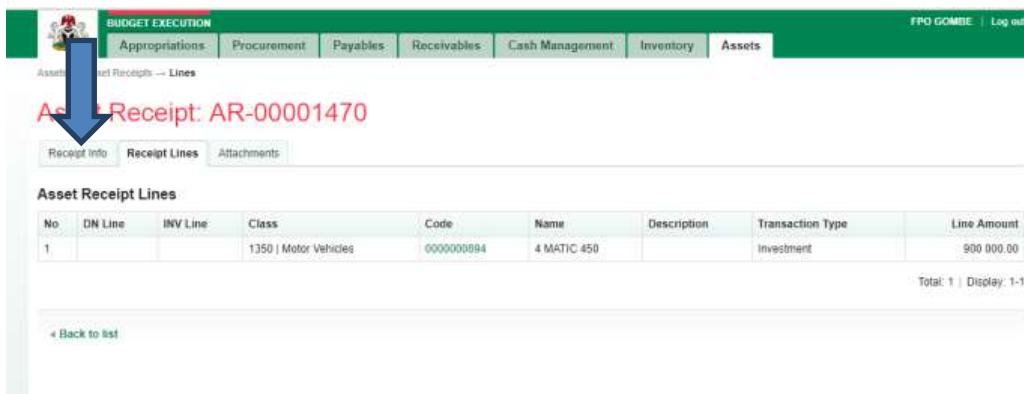 BUDGET EXECUTION
FPO GOMBE | Log out
Appropriations Procurement Payables Receivables Cash Management Inventory Assets
Assets Receipts → Lines
Receipt: AR-00001470
Receipt Info Receipt Lines Attachments
Asset Receipt Lines
No DN Line INV Line Class Code Name Description Transaction Type Line Amount
1 1350 | Motor Vehicles 0000000894 4 MATIC 450 Investment 900 000.00
Total: 1 | Display: 1-1
◂ Back to list